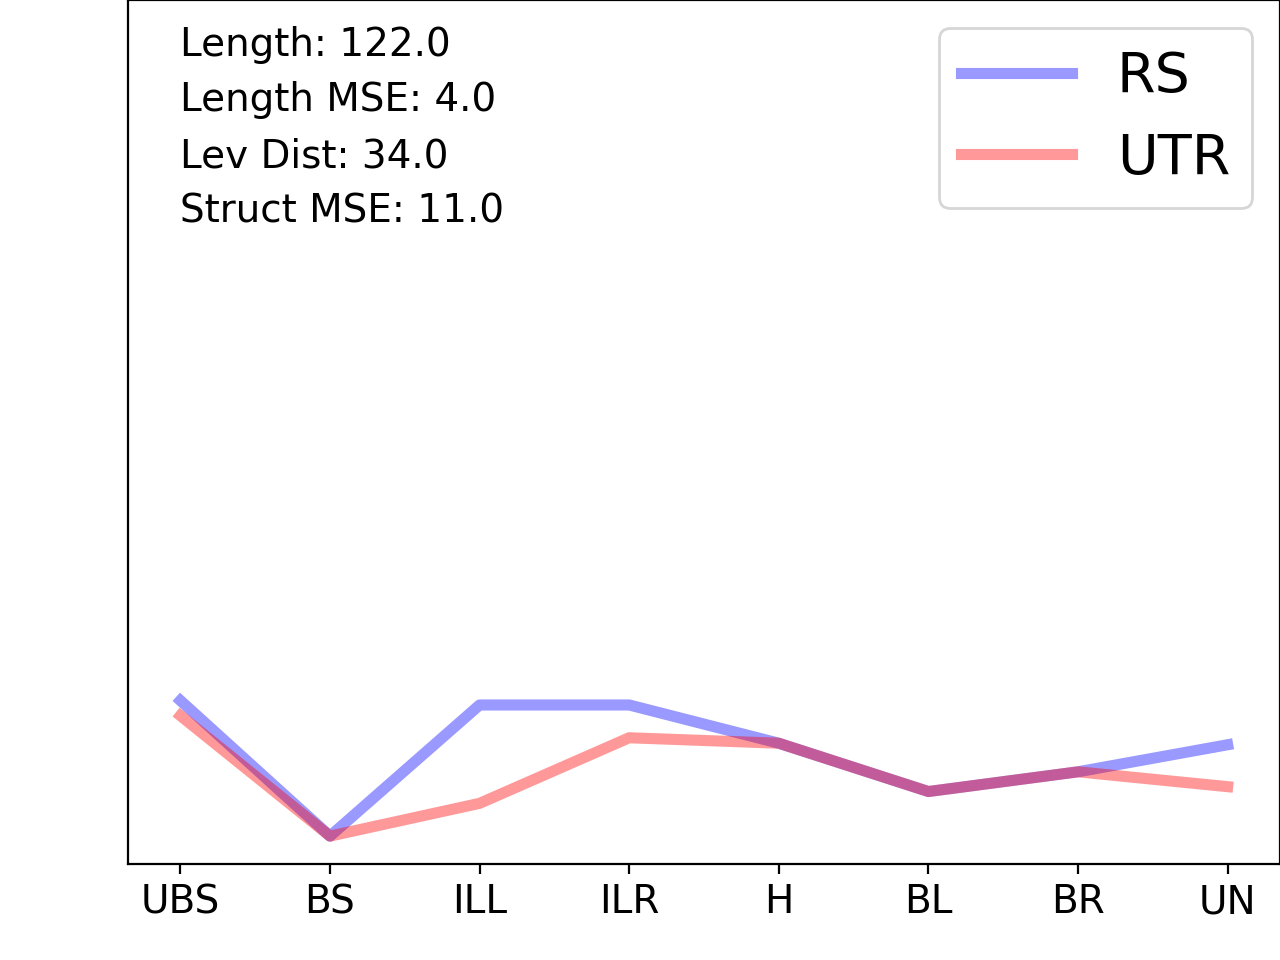 Length: 122.0
Length MSE: 4.0
Lev Dist: 34.0
Struct MSE: 11.0
RS
UTR
UBS BS ILL ILR H BL BR UN